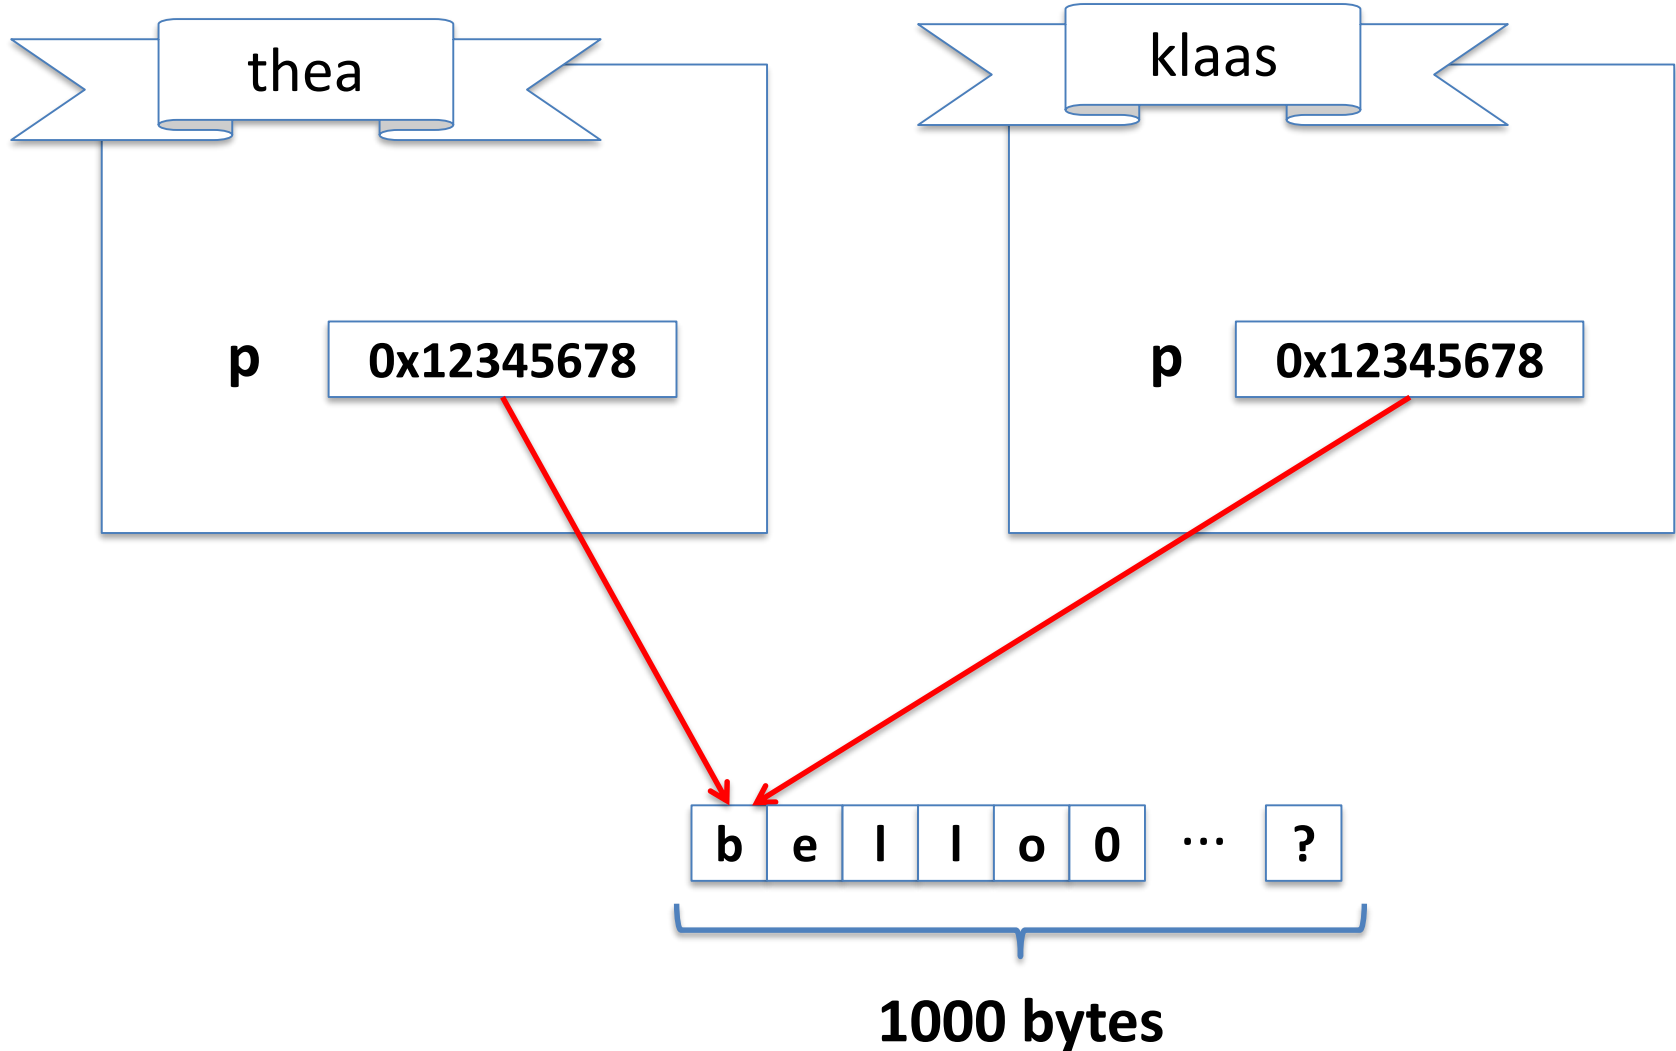 thea
klaas
p 0x12345678
p 0x12345678
b e l l o 0 ... ?
1000 bytes